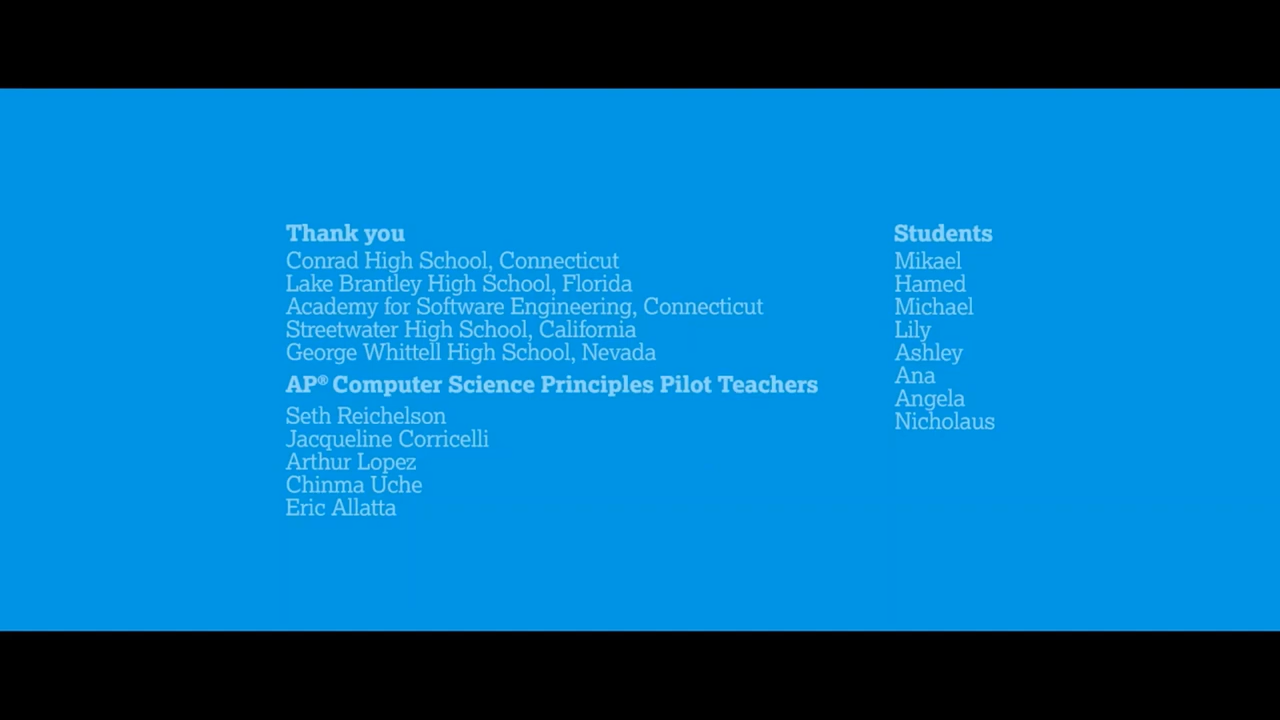 Thank you
Conrad High School, Connecticut
Lake Brantley High School, Florida
Academy for Software Engineering, Connecticut
Streetwater High School, California
George Whittell High School, Nevada
AP® Computer Science Principles Pilot Teachers
Seth Reichelson
Jacqueline Corricelli
Arthur Lopez
Chinma Uche
Eric Allatta
Students
Mikael
Hamed
Michael
Lily
Ashley
Ana
Angela
Nicholaus